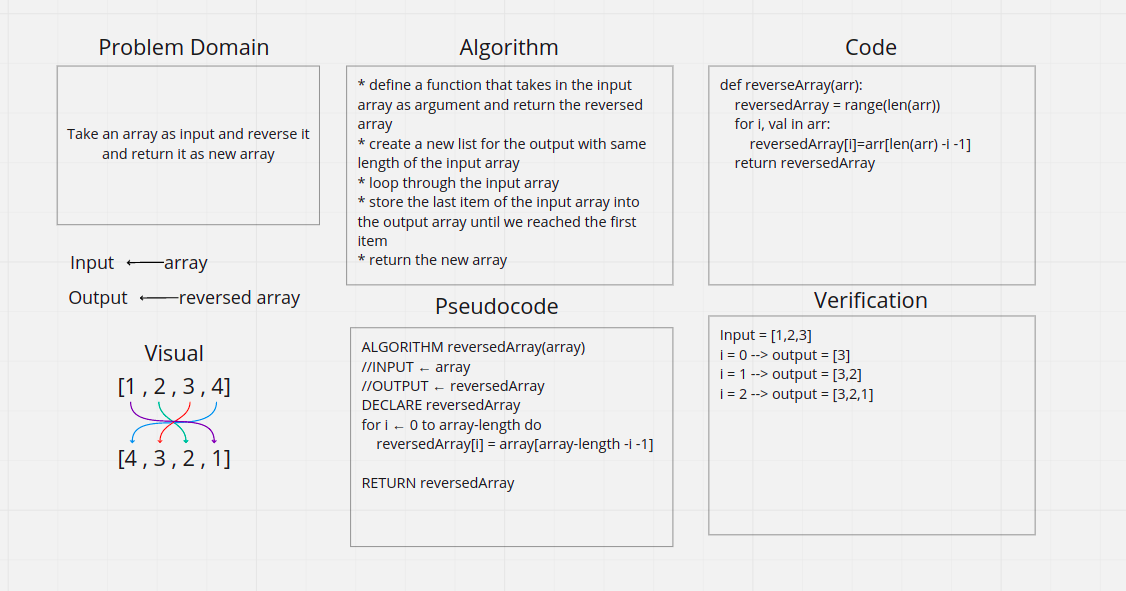 Problem Domain
Take an array as input and reverse it
and return it as new array
Input ←array
Output ←reversed array
Visual
[1 , 2 , 3 , 4]
[4 , 3 , 2 , 1]
Algorithm
* define a function that takes in the input
array as argument and return the reversed
array
* create a new list for the output with same
length of the input array
* loop through the input array
* store the last item of the input array into
the output array until we reached the first
item
* return the new array
Pseudocode
ALGORITHM reversedArray(array)
//INPUT ← array
//OUTPUT ← reversedArray
DECLARE reversedArray
for i ← 0 to array-length do
    reversedArray[i] = array[array-length -i -1]
RETURN reversedArray
Code
def reverseArray(arr):
    reversedArray = range(len(arr))
    for i, val in arr:
        reversedArray[i]=arr[len(arr) -i -1]
    return reversedArray
Verification
Input = [1,2,3]
i = 0 --> output = [3]
i = 1 --> output = [3,2]
i = 2 --> output = [3,2,1]